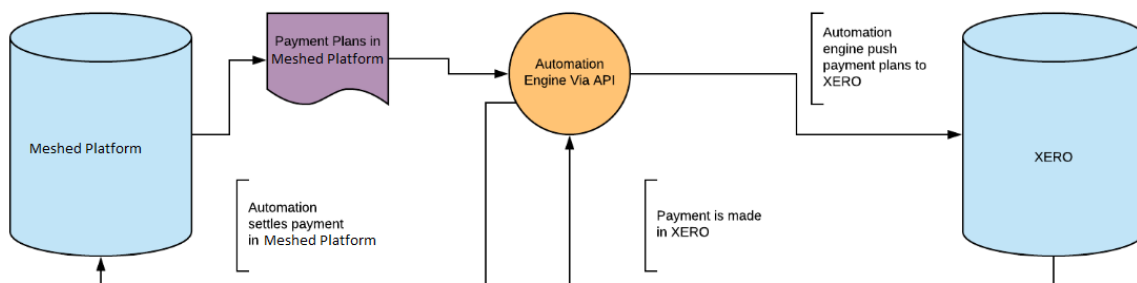 Payment Plans in
Meshed Platform
Automation
Engine Via API
Automation
engine push
payment plans to
XERO
Meshed Platform
XERO
Automation
settles payment
in Meshed Platform
Payment is made
in XERO